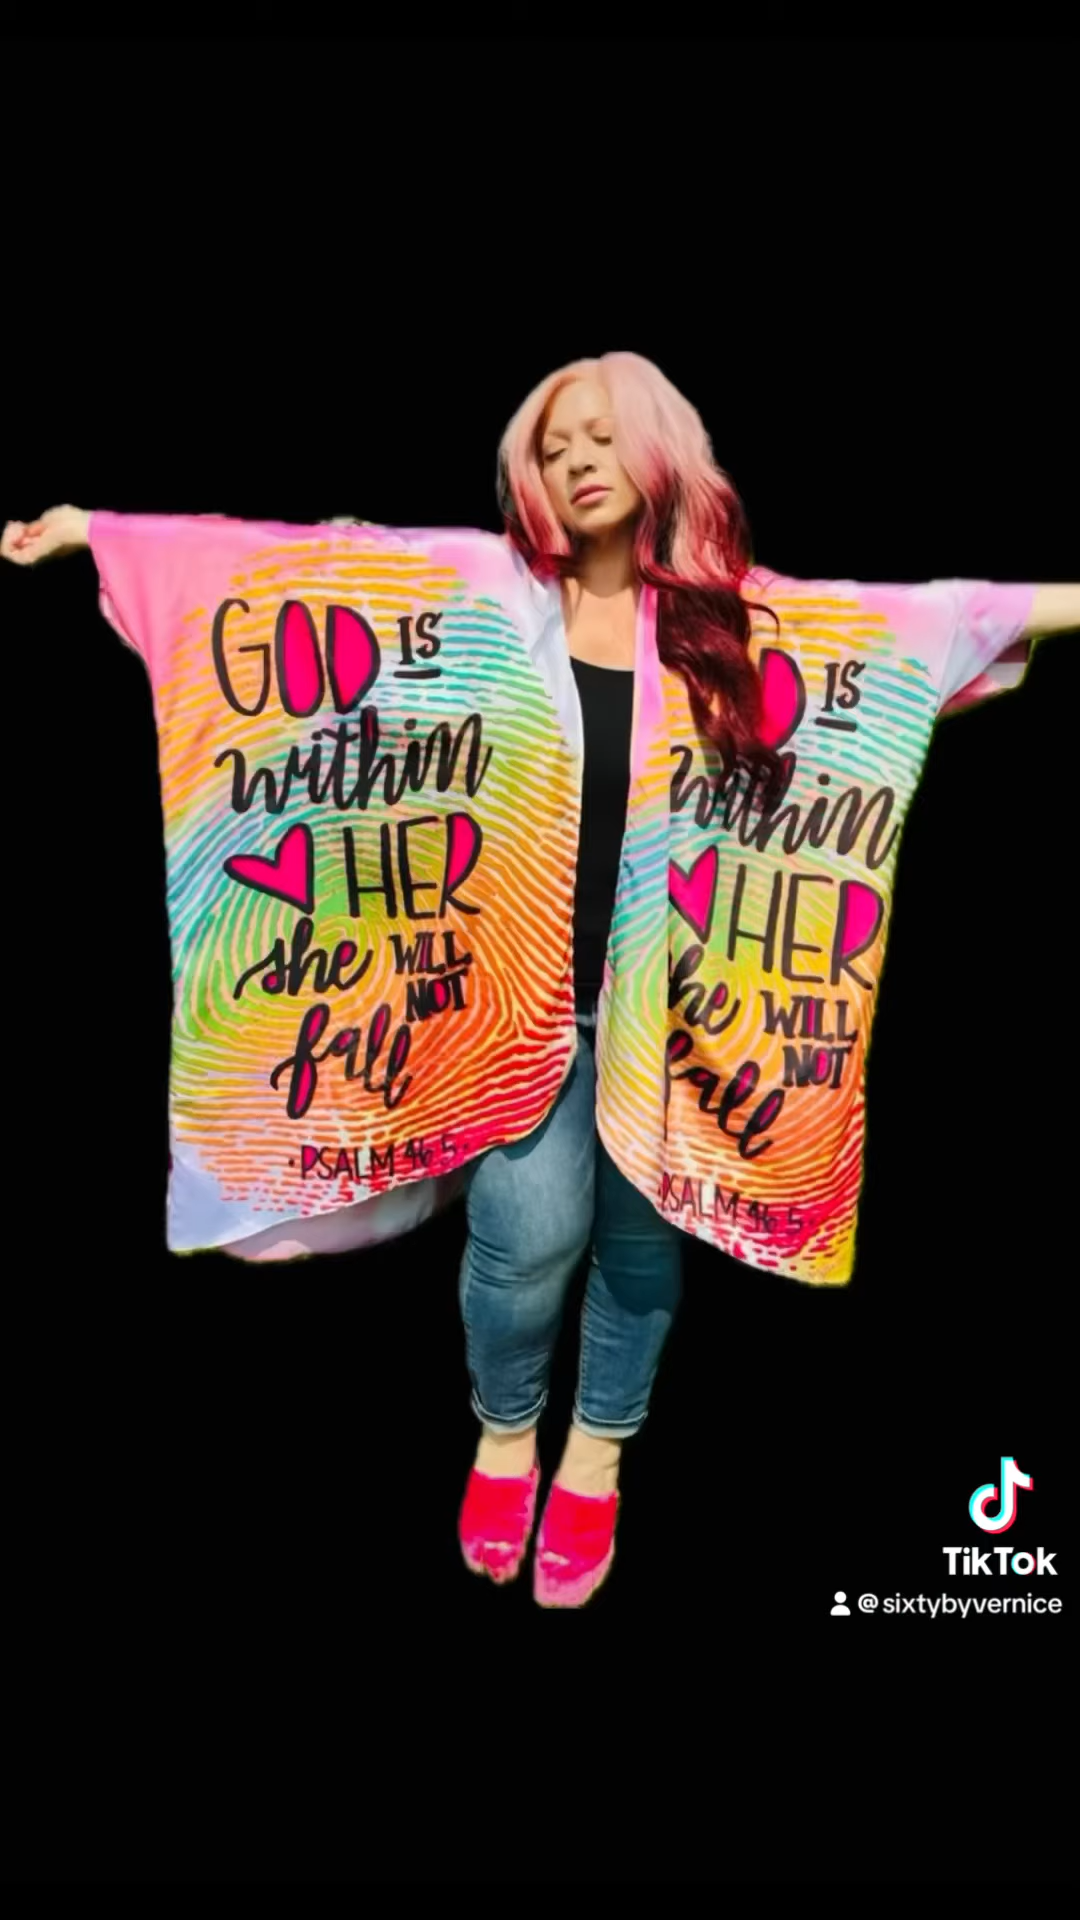 GOD IS
within
HER
she WILL
NOT
fall
·PSALM 46 5·
IS
within
HER
he WILL
NOT
fall
PSALM 46 5
TikTok
@sixtybyvernice